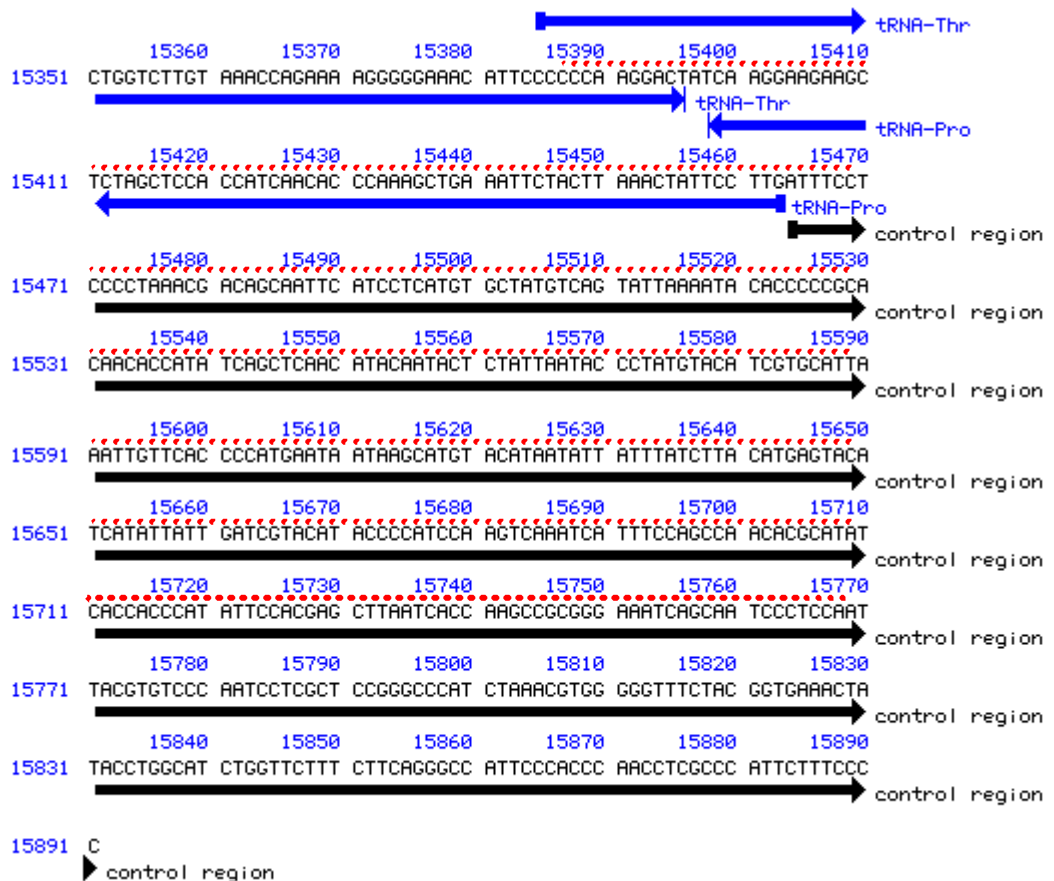 tRNA-Thr
15360 15370 15380 15390 15400 15410
15351 CTGGTCTTGT AAACCAGAAA AGGGGGAAAC ATTCCCCCCA AGGACTATCA AGGAAGAAGC
tRNA-Thr
tRNA-Pro
15420 15430 15440 15450 15460 15470
15411 TCTAGCTCCA CCATCAACAC CCAAAGCTGA AATTCTACTT AAACTATTCC TTGATTTCCT
tRNA-Pro
control region
15480 15490 15500 15510 15520 15530
15471 CCCCTAAACG ACAGCAATTC ATCCTCATGT GCTATGTCAG TATTAAAATA CACCCCCGCA
control region
15540 15550 15560 15570 15580 15590
15531 CAACACCATA TCAGCTCAAC ATACAATACT CTATTAATAC CCTATGTACA TCGTGCATTA
control region
15600 15610 15620 15630 15640 15650
15591 AATTGTTCAC CCCATGAATA ATAAGCATGT ACATAATATT ATTTATCTTA CATGAGTACA
control region
15660 15670 15680 15690 15700 15710
15651 TCATATTATT GATCGTACAT ACCCCATCCA AGTCAAATCA TTTCCAGCCA ACACGCATAT
control region
15720 15730 15740 15750 15760 15770
15711 CACCACCCAT ATTCCACGAG CTTAATCACC AAGCCGCGGG AAATCAGCAA TCCCTCCAAT
control region
15780 15790 15800 15810 15820 15830
15771 TACGTGTCCC AATCCTCGCT CCGGGCCCAT CTAAACGTGG GGGTTTCTAC GGTGAAACTA
control region
15840 15850 15860 15870 15880 15890
15831 TACCTGGCAT CTGGTTCTTT CTTCAGGGCC ATTCCCACCC AACCTCGCCC ATTCTTTCCC
control region
15891 C
control region